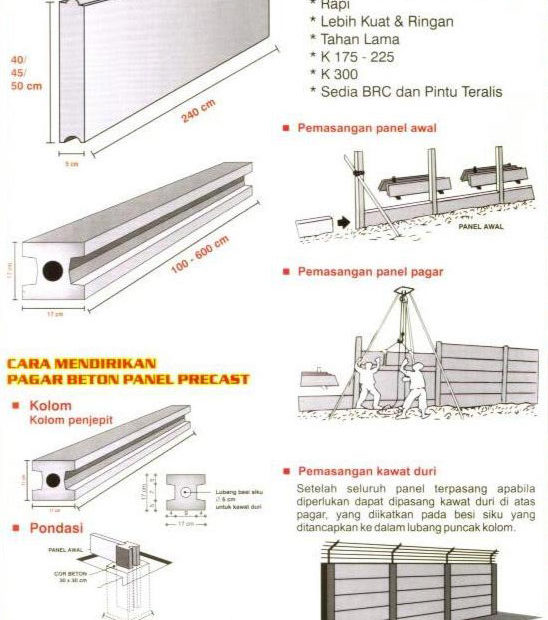 40/
45/
50 cm
240 cm
5 cm
* Rapi
* Lebih Kuat & Ringan
* Tahan Lama
* K 175 - 225
* K 300
* Sedia BRC dan Pintu Teralis
Pemasangan panel awal
PANEL AWAL
17 cm
17 cm
100 - 600 cm
Pemasangan panel pagar
CARA MENDIRIKAN
PAGAR BETON PANEL PRECAST
Kolom
Kolom penjepit
17 cm
17 cm
Lubang besi siku
∅ 6 cm
untuk kawat duri
Pondasi
PANEL AWAL
COR BETON
30 x 30 cm
Pemasangan kawat duri
Setelah seluruh panel terpasang apabila
diperlukan dapat dipasang kawat duri di atas
pagar, yang diikatkan pada besi siku yang
ditancapkan ke dalam lubang puncak kolom.